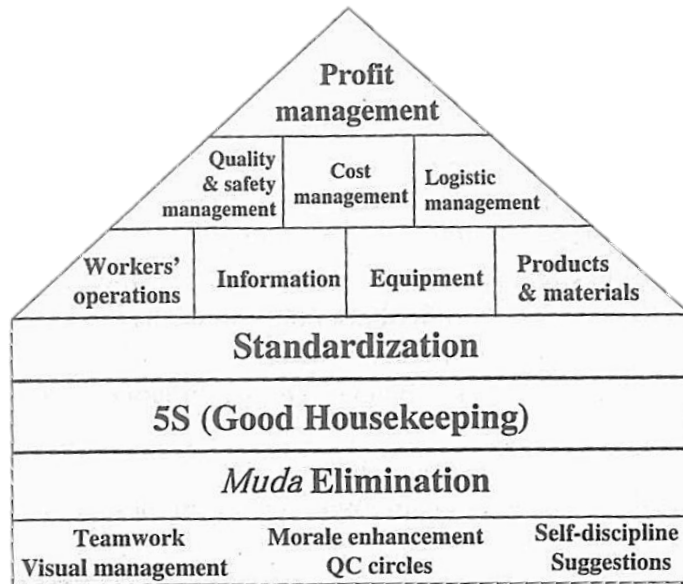 Profit
management
Quality
& safety
management
Cost
management
Logistic
management
Workers'
operations
Information
Equipment
Products
& materials
Standardization
5S (Good Housekeeping)
Muda Elimination
Teamwork
Morale enhancement
Self-discipline
Visual management
QC circles
Suggestions